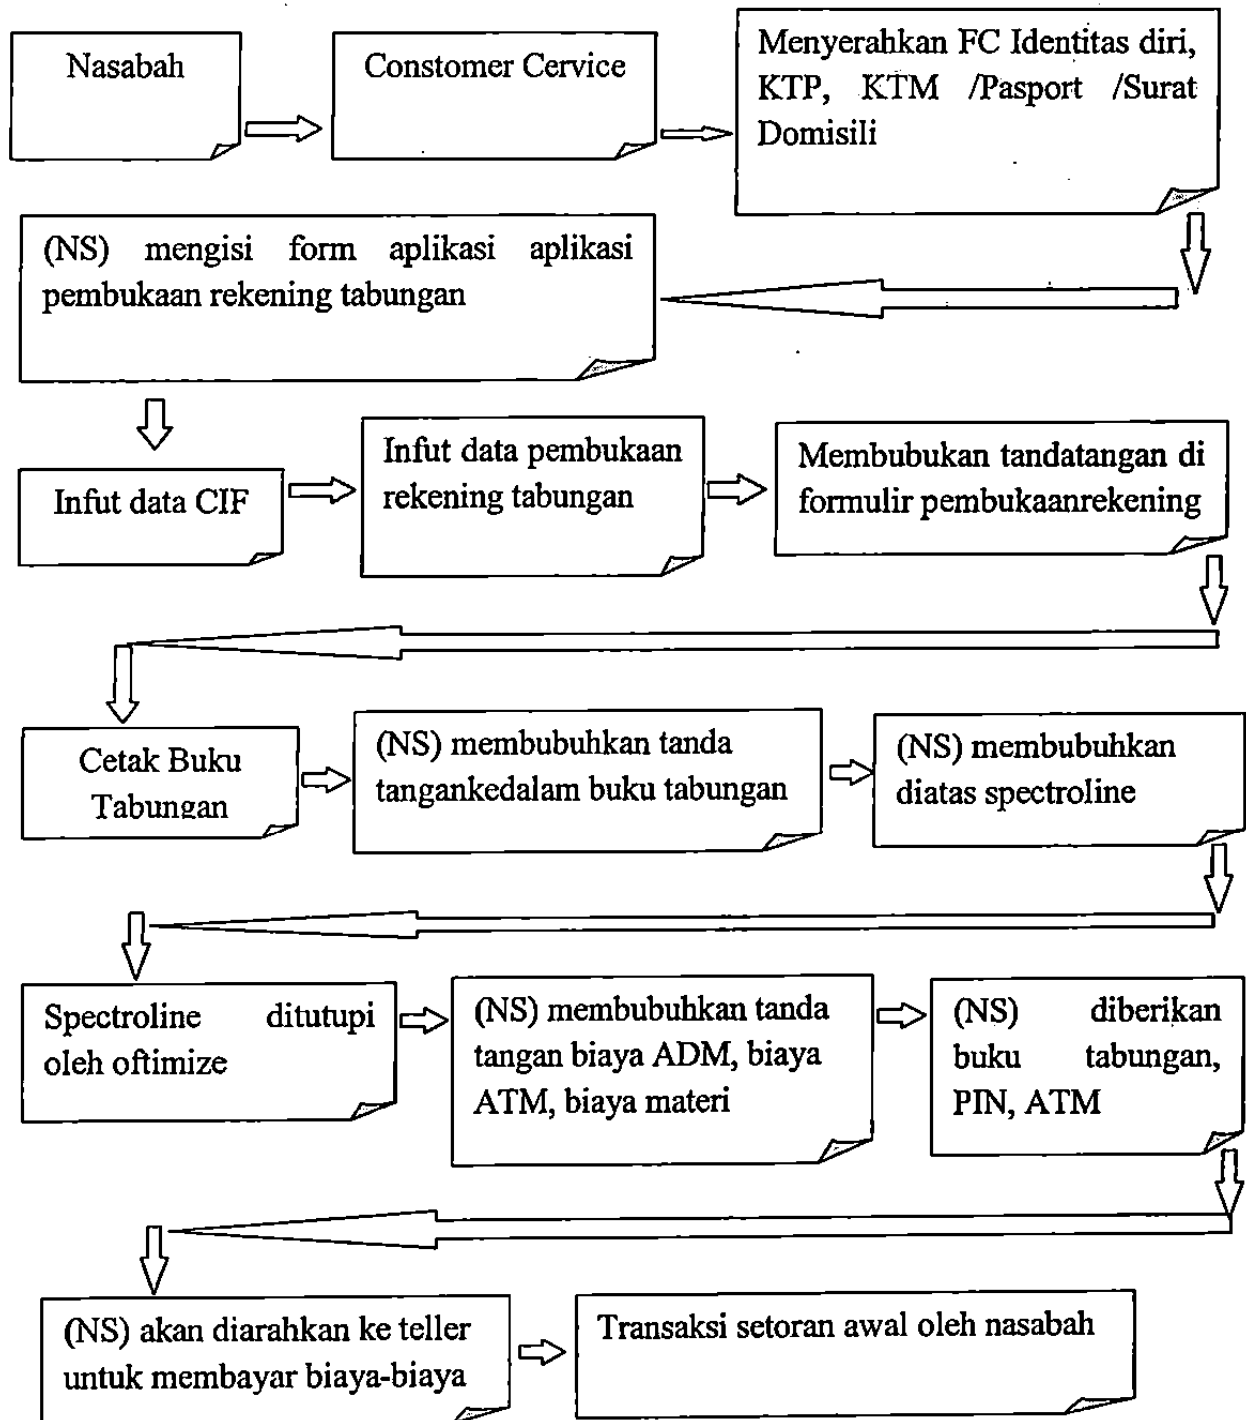 Nasabah
Constomer Cervice
Menyerahkan FC Identitas diri,
KTP, KTM /Pasport /Surat
Domisili
(NS) mengisi form aplikasi aplikasi
pembukaan rekening tabungan
Infut data CIF
Infut data pembukaan
rekening tabungan
Membubukan tandatangan di
formulir pembukaanrekening
Cetak Buku
Tabungan
(NS) membubuhkan tanda
tangankedalam buku tabungan
(NS) membubuhkan
diatas spectroline
Spectroline ditutupi
oleh oftimize
(NS) membubuhkan tanda
tangan biaya ADM, biaya
ATM, biaya materi
(NS) diberikan
buku tabungan,
PIN, ATM
(NS) akan diarahkan ke teller
untuk membayar biaya-biaya
Transaksi setoran awal oleh nasabah